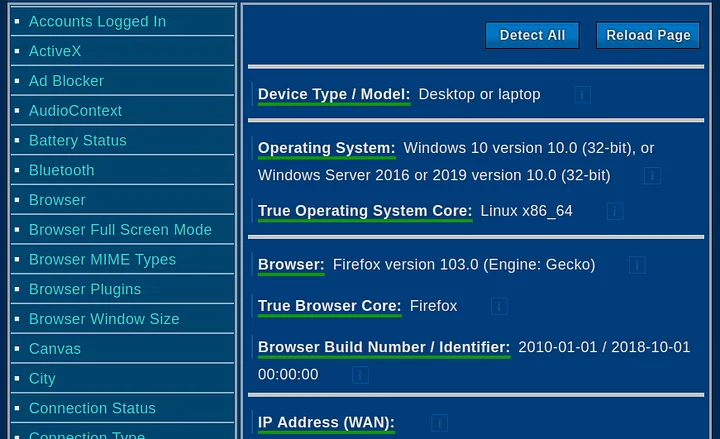 Accounts Logged In
ActiveX
Ad Blocker
AudioContext
Battery Status
Bluetooth
Browser
Browser Full Screen Mode
Browser MIME Types
Browser Plugins
Browser Window Size
Canvas
City
Connection Status
Connection Type
Detect All
Reload Page
Device Type / Model: Desktop or laptop
Operating System: Windows 10 version 10.0 (32-bit), or
Windows Server 2016 or 2019 version 10.0 (32-bit)
True Operating System Core: Linux x86_64
Browser: Firefox version 103.0 (Engine: Gecko)
True Browser Core: Firefox
Browser Build Number / Identifier: 2010-01-01 / 2018-10-01
00:00:00
IP Address (WAN):